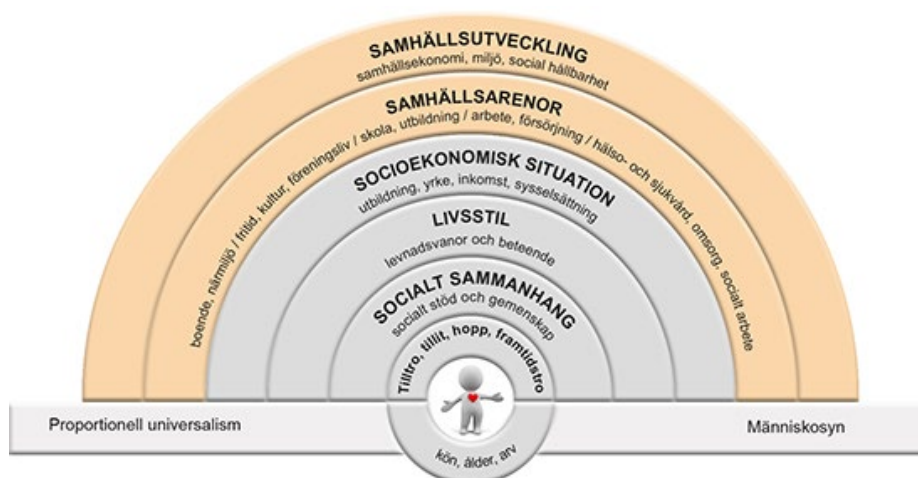 SAMHÄLLSUTVECKLING
samhällsekonomi, miljö, social hållbarhet
SAMHÄLLSARENOR
boende, närmiljö / fritid, kultur, föreningsliv / skola, utbildning / arbete, försörjning / hälso- och sjukvård, omsorg, socialt arbete
SOCIOEKONOMISK SITUATION
utbildning, yrke, inkomst, sysselsättning
LIVSSTIL
levnadsvanor och beteende
SOCIALT SAMMANHANG
socialt stöd och gemenskap
Tilltro, tillit, hopp, framtidstro
Proportionell universalism
Människosyn
kön, ålder, arv